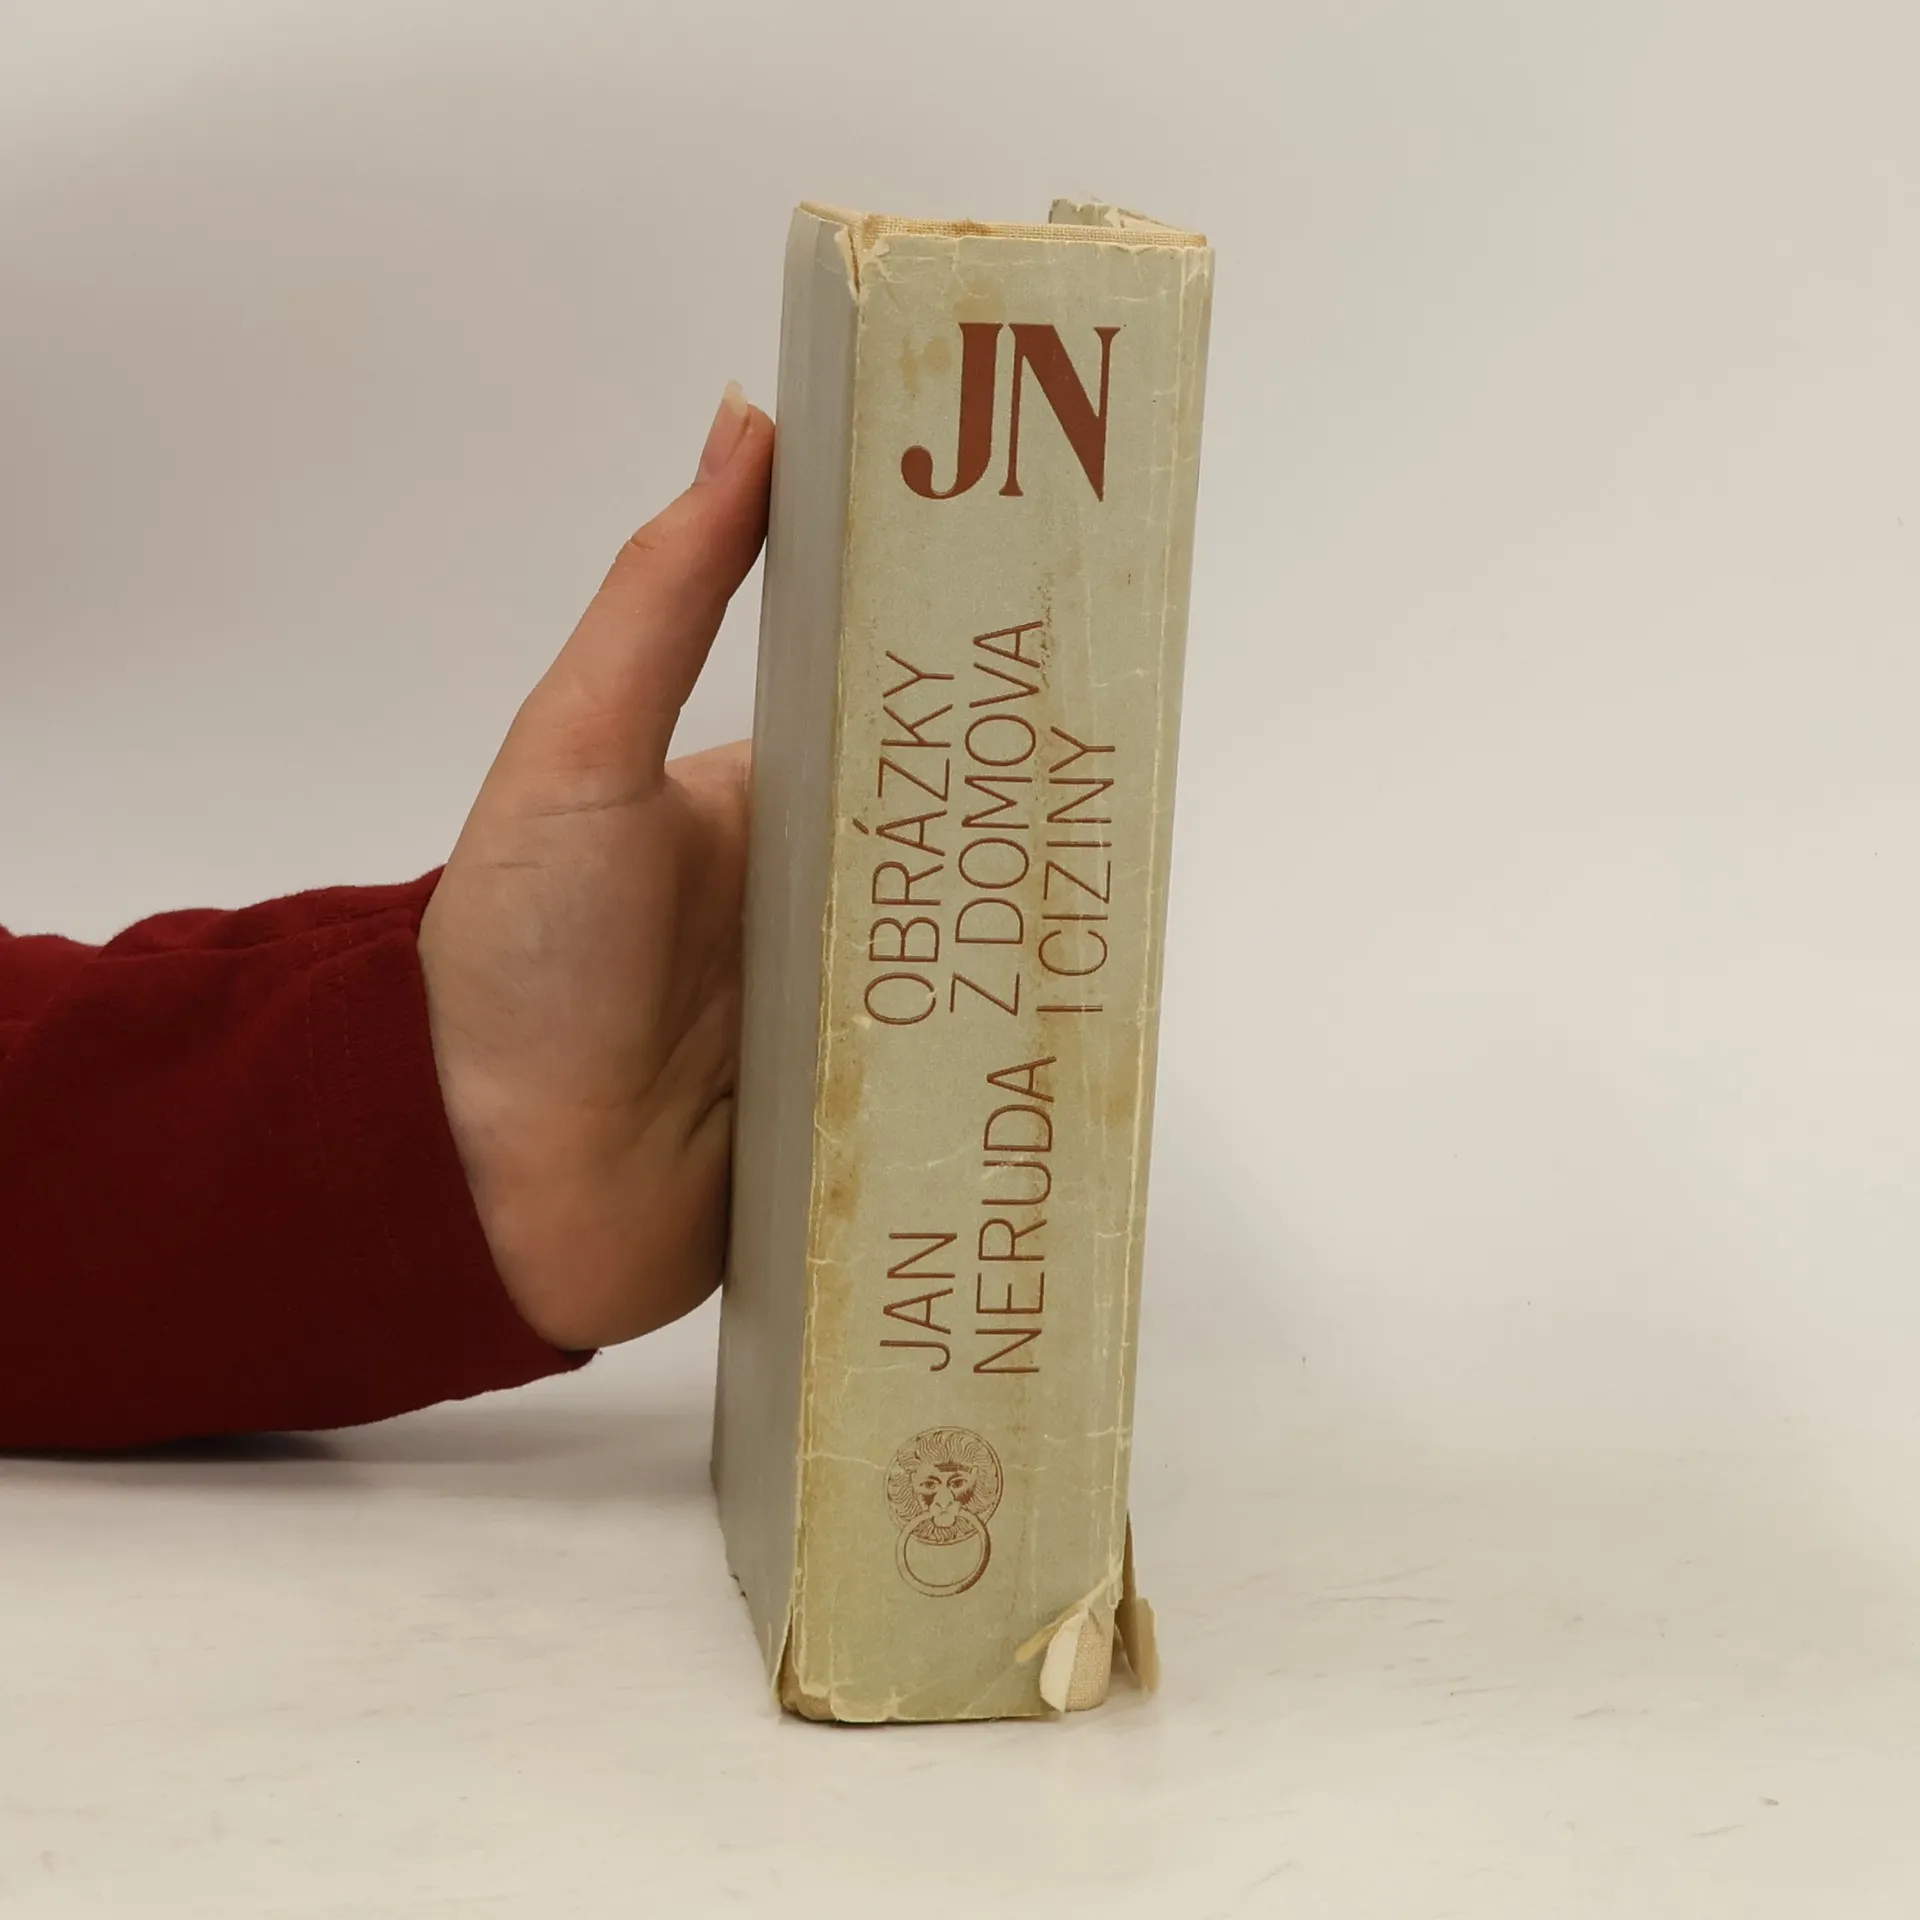 JN
JAN
NERUDA
OBRÁZKY
Z DOMOVA
I CIZINY